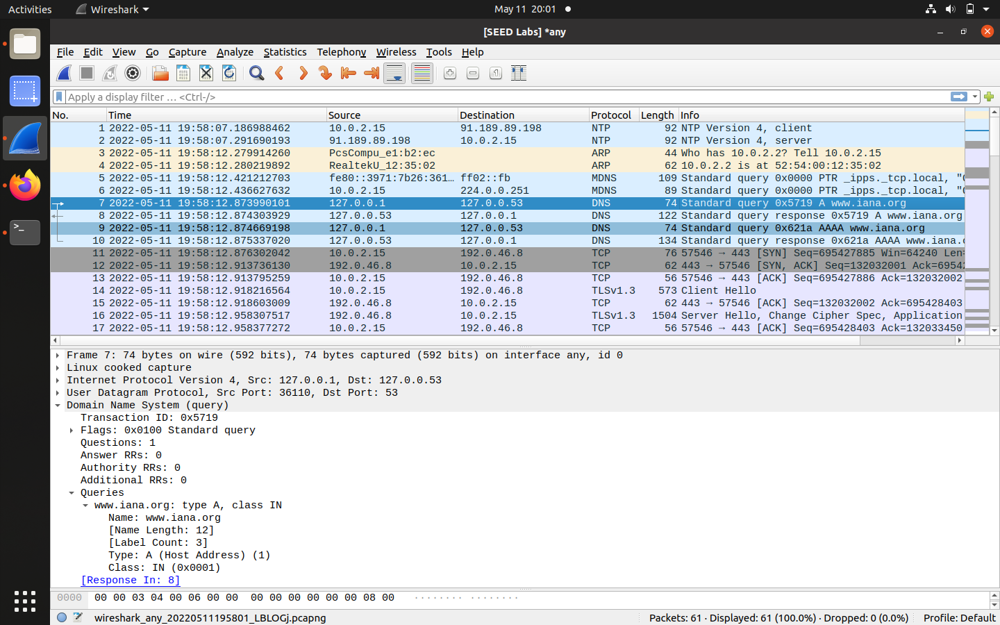 Activities Wireshark May 11 20:01
[SEED Labs] *any
File Edit View Go Capture Analyze Statistics Telephony Wireless Tools Help
Apply a display filter … <Ctrl-/>
No. Time Source Destination Protocol Length Info
1 2022-05-11 19:58:07.186988462 10.0.2.15 91.189.89.198 NTP 92 NTP Version 4, client
2 2022-05-11 19:58:07.291690193 91.189.89.198 10.0.2.15 NTP 92 NTP Version 4, server
3 2022-05-11 19:58:12.279914260 PcsCompu_e1:b2:ec ARP 44 Who has 10.0.2.2? Tell 10.0.2.15
4 2022-05-11 19:58:12.280219892 RealtekU_12:35:02 ARP 62 10.0.2.2 is at 52:54:00:12:35:02
5 2022-05-11 19:58:12.421212703 fe80::3971:7b26:361… ff02::fb MDNS 109 Standard query 0x0000 PTR _ipps._tcp.local, "
6 2022-05-11 19:58:12.436627632 10.0.2.15 224.0.0.251 MDNS 89 Standard query 0x0000 PTR _ipps._tcp.local, "
7 2022-05-11 19:58:12.873990101 127.0.0.1 127.0.0.53 DNS 74 Standard query 0x5719 A www.iana.org
8 2022-05-11 19:58:12.874303929 127.0.0.53 127.0.0.1 DNS 122 Standard query response 0x5719 A www.iana.org
9 2022-05-11 19:58:12.874669198 127.0.0.1 127.0.0.53 DNS 74 Standard query 0x621a AAAA www.iana.org
10 2022-05-11 19:58:12.875337020 127.0.0.53 127.0.0.1 DNS 134 Standard query response 0x621a AAAA www.iana.
11 2022-05-11 19:58:12.876302042 10.0.2.15 192.0.46.8 TCP 76 57546 → 443 [SYN] Seq=695427885 Win=64240 Len=
12 2022-05-11 19:58:12.913736130 192.0.46.8 10.0.2.15 TCP 62 443 → 57546 [SYN, ACK] Seq=132032001 Ack=6954
13 2022-05-11 19:58:12.913795259 10.0.2.15 192.0.46.8 TCP 56 57546 → 443 [ACK] Seq=695427886 Ack=132032002
14 2022-05-11 19:58:12.918216564 10.0.2.15 192.0.46.8 TLSv1.3 573 Client Hello
15 2022-05-11 19:58:12.918603009 192.0.46.8 10.0.2.15 TCP 62 443 → 57546 [ACK] Seq=132032002 Ack=695428403
16 2022-05-11 19:58:12.958307517 192.0.46.8 10.0.2.15 TLSv1.3 1504 Server Hello, Change Cipher Spec, Application
17 2022-05-11 19:58:12.958377272 10.0.2.15 192.0.46.8 TCP 56 57546 → 443 [ACK] Seq=695428403 Ack=132033450
Frame 7: 74 bytes on wire (592 bits), 74 bytes captured (592 bits) on interface any, id 0
Linux cooked capture
Internet Protocol Version 4, Src: 127.0.0.1, Dst: 127.0.0.53
User Datagram Protocol, Src Port: 36110, Dst Port: 53
Domain Name System (query)
Transaction ID: 0x5719
Flags: 0x0100 Standard query
Questions: 1
Answer RRs: 0
Authority RRs: 0
Additional RRs: 0
Queries
www.iana.org: type A, class IN
Name: www.iana.org
[Name Length: 12]
[Label Count: 3]
Type: A (Host Address) (1)
Class: IN (0x0001)
[Response In: 8]
0000 00 00 03 04 00 06 00 00 00 00 00 00 00 00 08 00 ········ ········
wireshark_any_20220511195801_LBLOGj.pcapng Packets: 61 · Displayed: 61 (100.0%) · Dropped: 0 (0.0%) Profile: Default